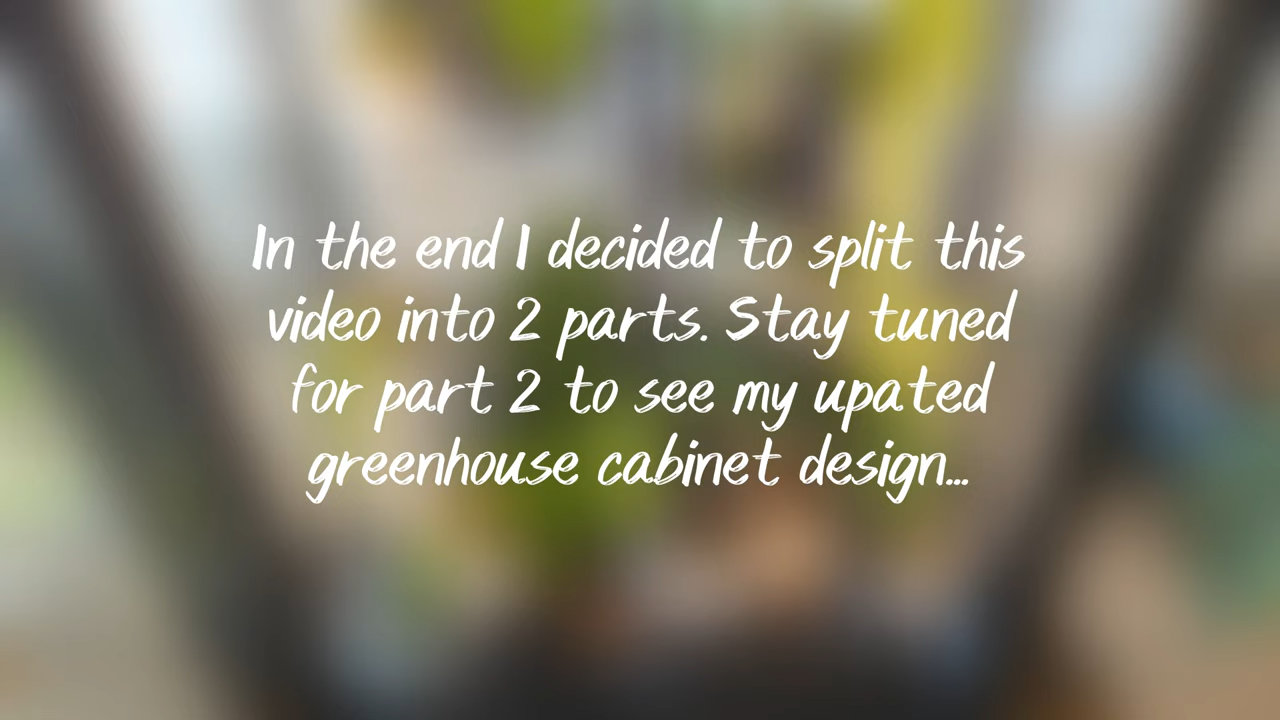 In the end I decided to split this
video into 2 parts. Stay tuned
for part 2 to see my upated
greenhouse cabinet design...